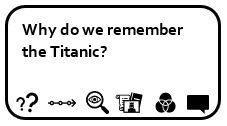 Why do we remember
the Titanic?
??